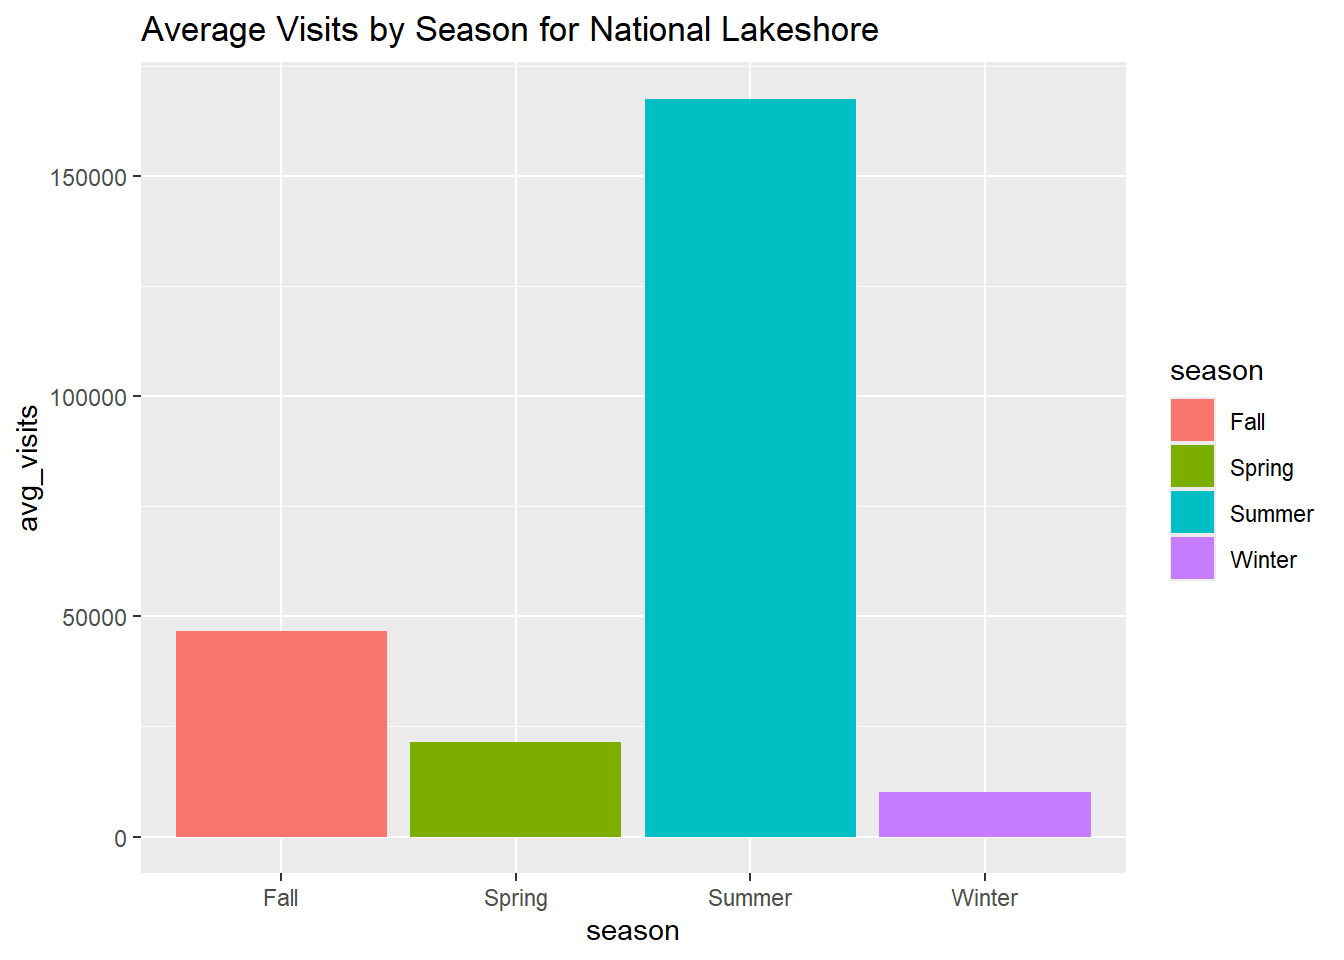 Average Visits by Season for National Lakeshore
avg_visits
150000
100000
50000
0
Fall
Spring
Summer
Winter
season
season
Fall
Spring
Summer
Winter